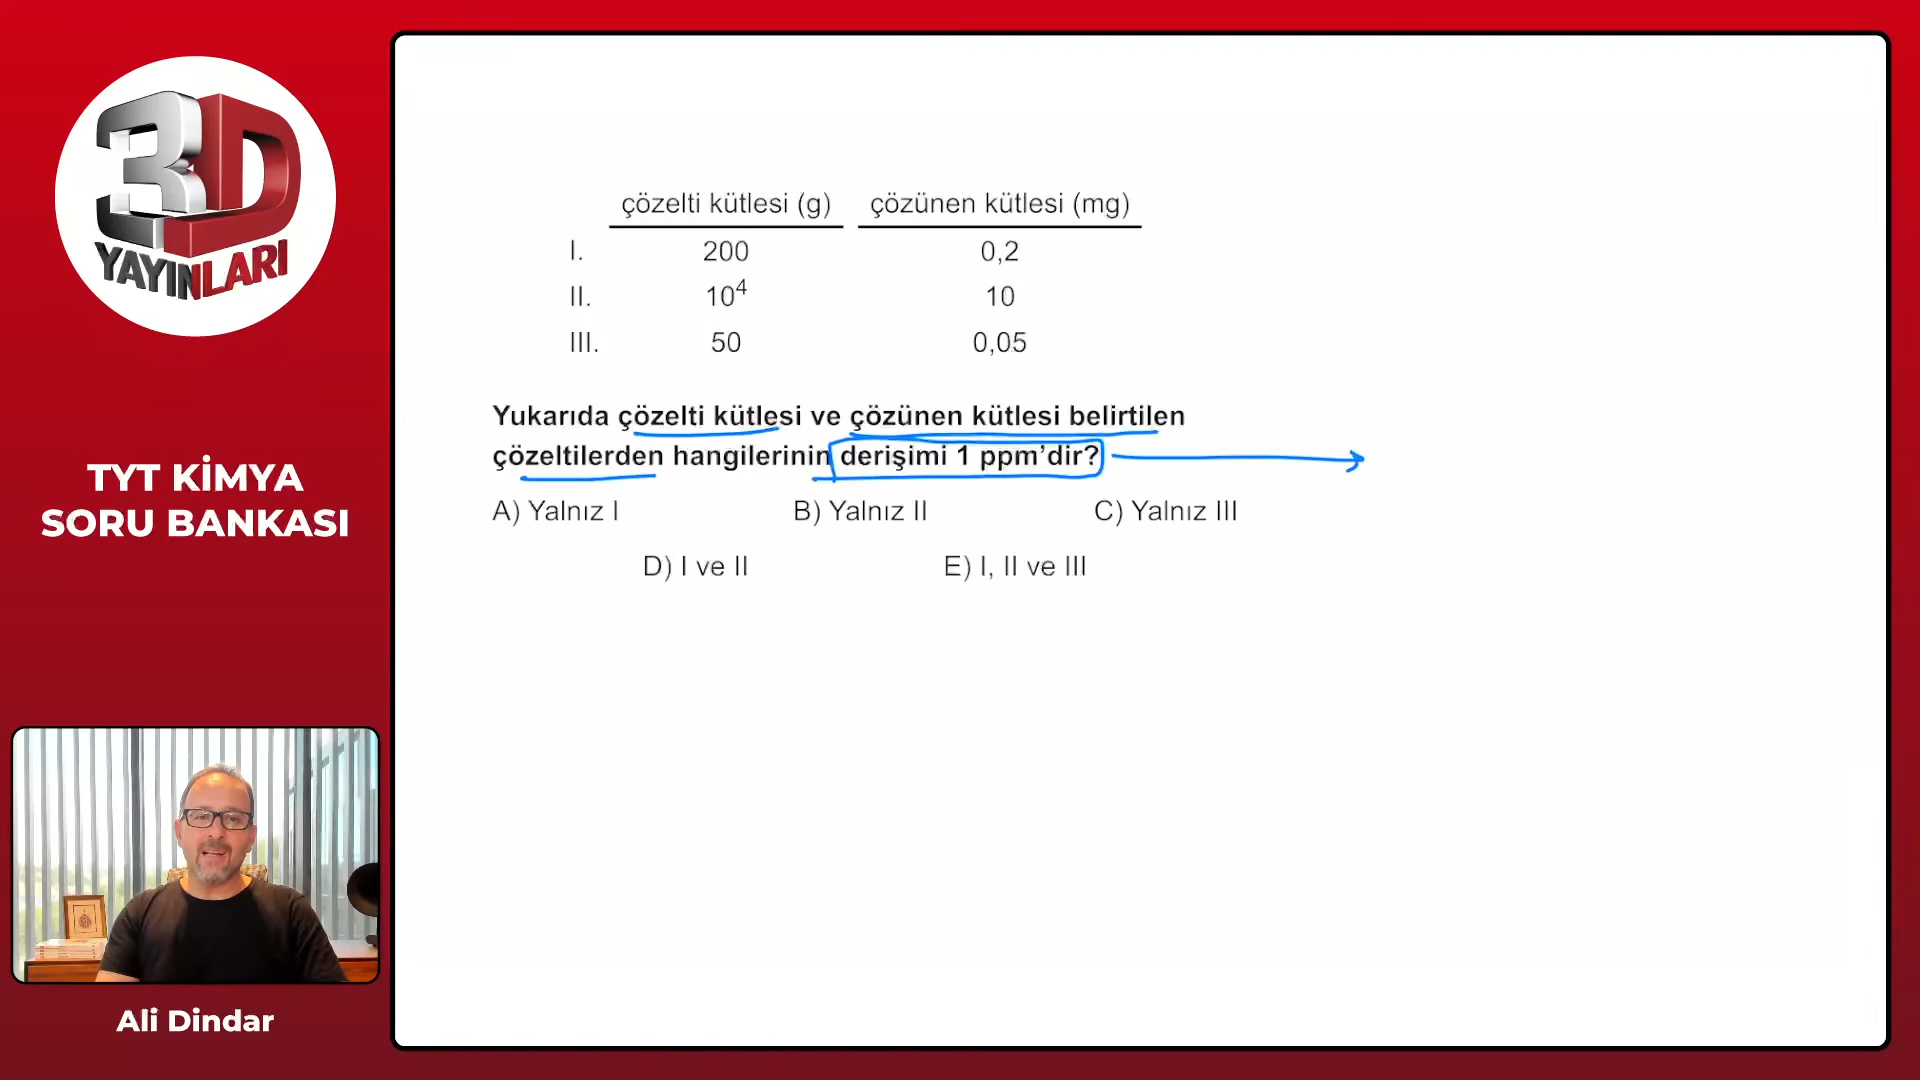 3D
YAYINLARI
TYT KİMYA
SORU BANKASI
Ali Dindar
çözelti kütlesi (g) çözünen kütlesi (mg)
I. 200 0,2
II. 10⁴ 10
III. 50 0,05
Yukarıda çözelti kütlesi ve çözünen kütlesi belirtilen
çözeltilerden hangilerinin derişimi 1 ppm’dir?
A) Yalnız I B) Yalnız II C) Yalnız III
D) I ve II E) I, II ve III